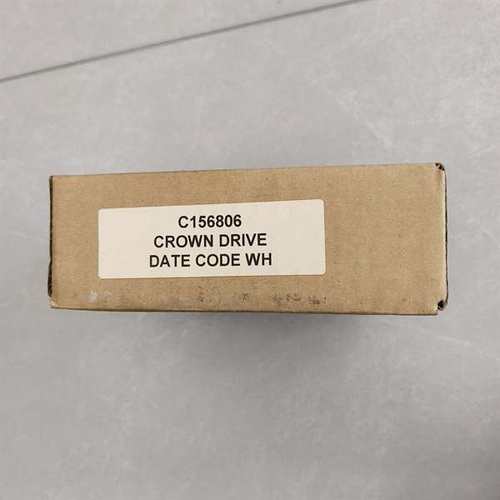 C156806
CROWN DRIVE
DATE CODE WH